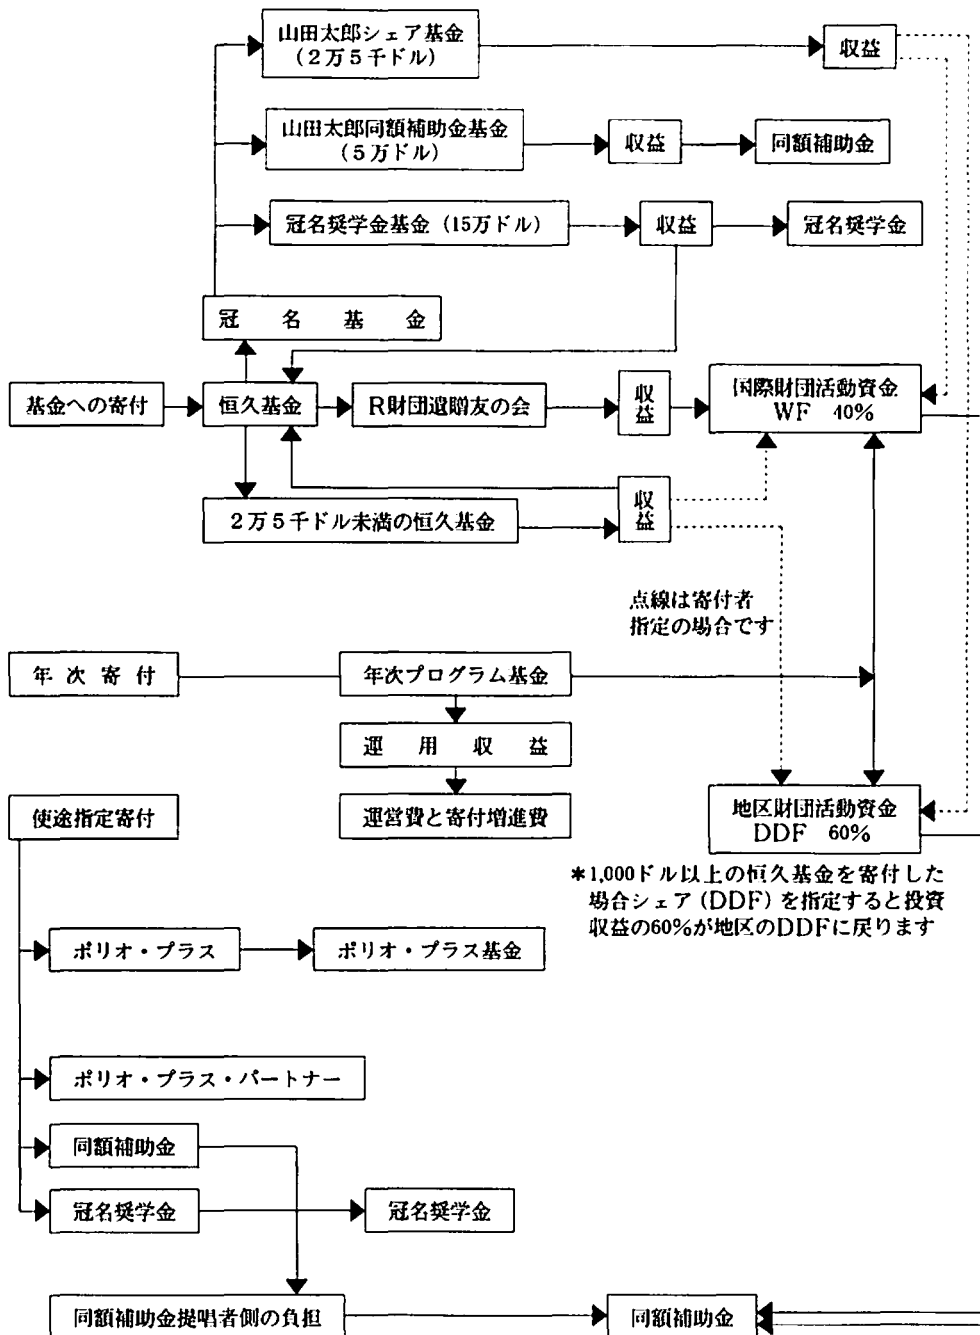 山田太郎シェア基金
(2万5千ドル)
収益
山田太郎同額補助金基金
(5万ドル)
収益
同額補助金
冠名奨学金基金 (15万ドル)
収益
冠名奨学金
冠名基金
基金への寄付
恒久基金
R財団遺贈友の会
収益
国際財団活動資金
WF 40%
2万5千ドル未満の恒久基金
収益
点線は寄付者
指定の場合です
年次寄付
年次プログラム基金
運用収益
運営費と寄付増進費
使途指定寄付
地区財団活動資金
DDF 60%
*1,000ドル以上の恒久基金を寄付した
場合シェア (DDF) を指定すると投資
収益の60%が地区のDDFに戻ります
ポリオ・プラス
ポリオ・プラス基金
ポリオ・プラス・パートナー
同額補助金
冠名奨学金
冠名奨学金
同額補助金提唱者側の負担
同額補助金